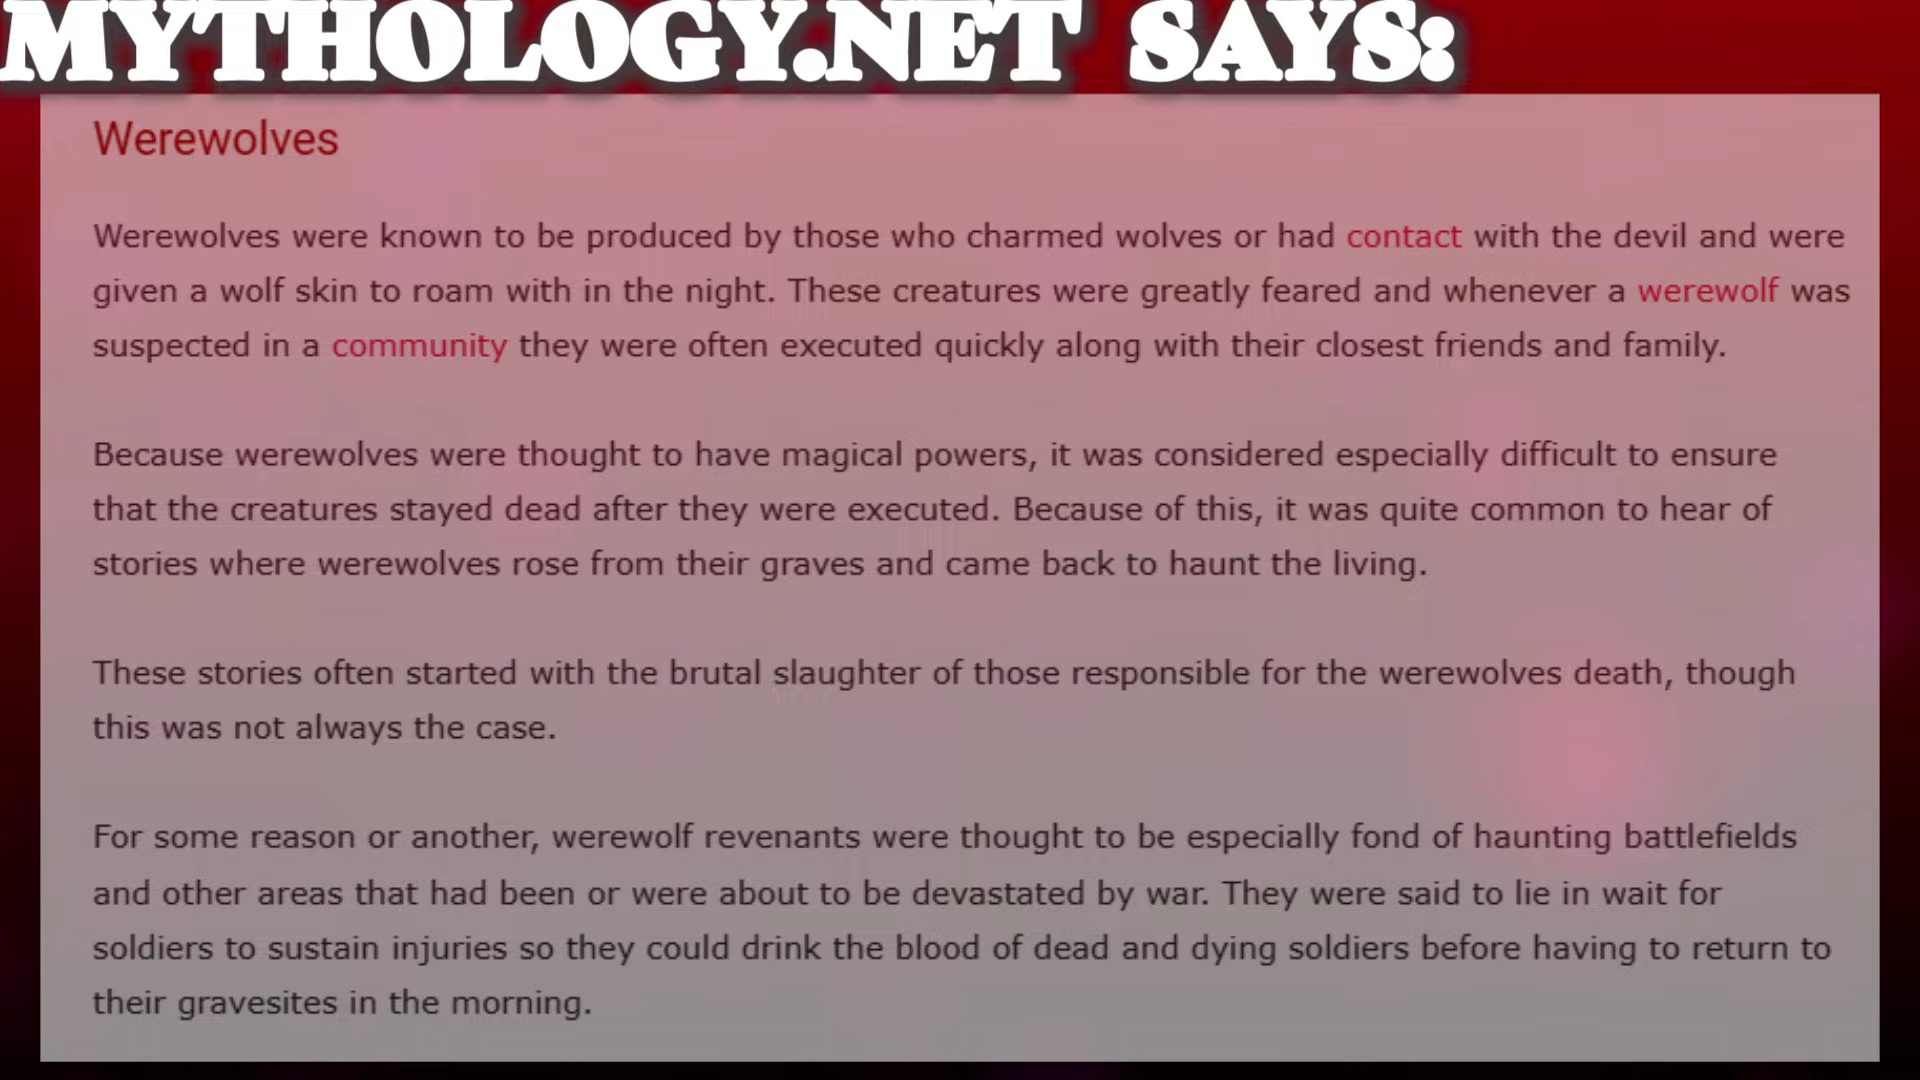 MYTHOLOGY.NET SAYS:
Werewolves
Werewolves were known to be produced by those who charmed wolves or had contact with the devil and were
given a wolf skin to roam with in the night. These creatures were greatly feared and whenever a werewolf was
suspected in a community they were often executed quickly along with their closest friends and family.
Because werewolves were thought to have magical powers, it was considered especially difficult to ensure
that the creatures stayed dead after they were executed. Because of this, it was quite common to hear of
stories where werewolves rose from their graves and came back to haunt the living.
These stories often started with the brutal slaughter of those responsible for the werewolves death, though
this was not always the case.
For some reason or another, werewolf revenants were thought to be especially fond of haunting battlefields
and other areas that had been or were about to be devastated by war. They were said to lie in wait for
soldiers to sustain injuries so they could drink the blood of dead and dying soldiers before having to return to
their gravesites in the morning.